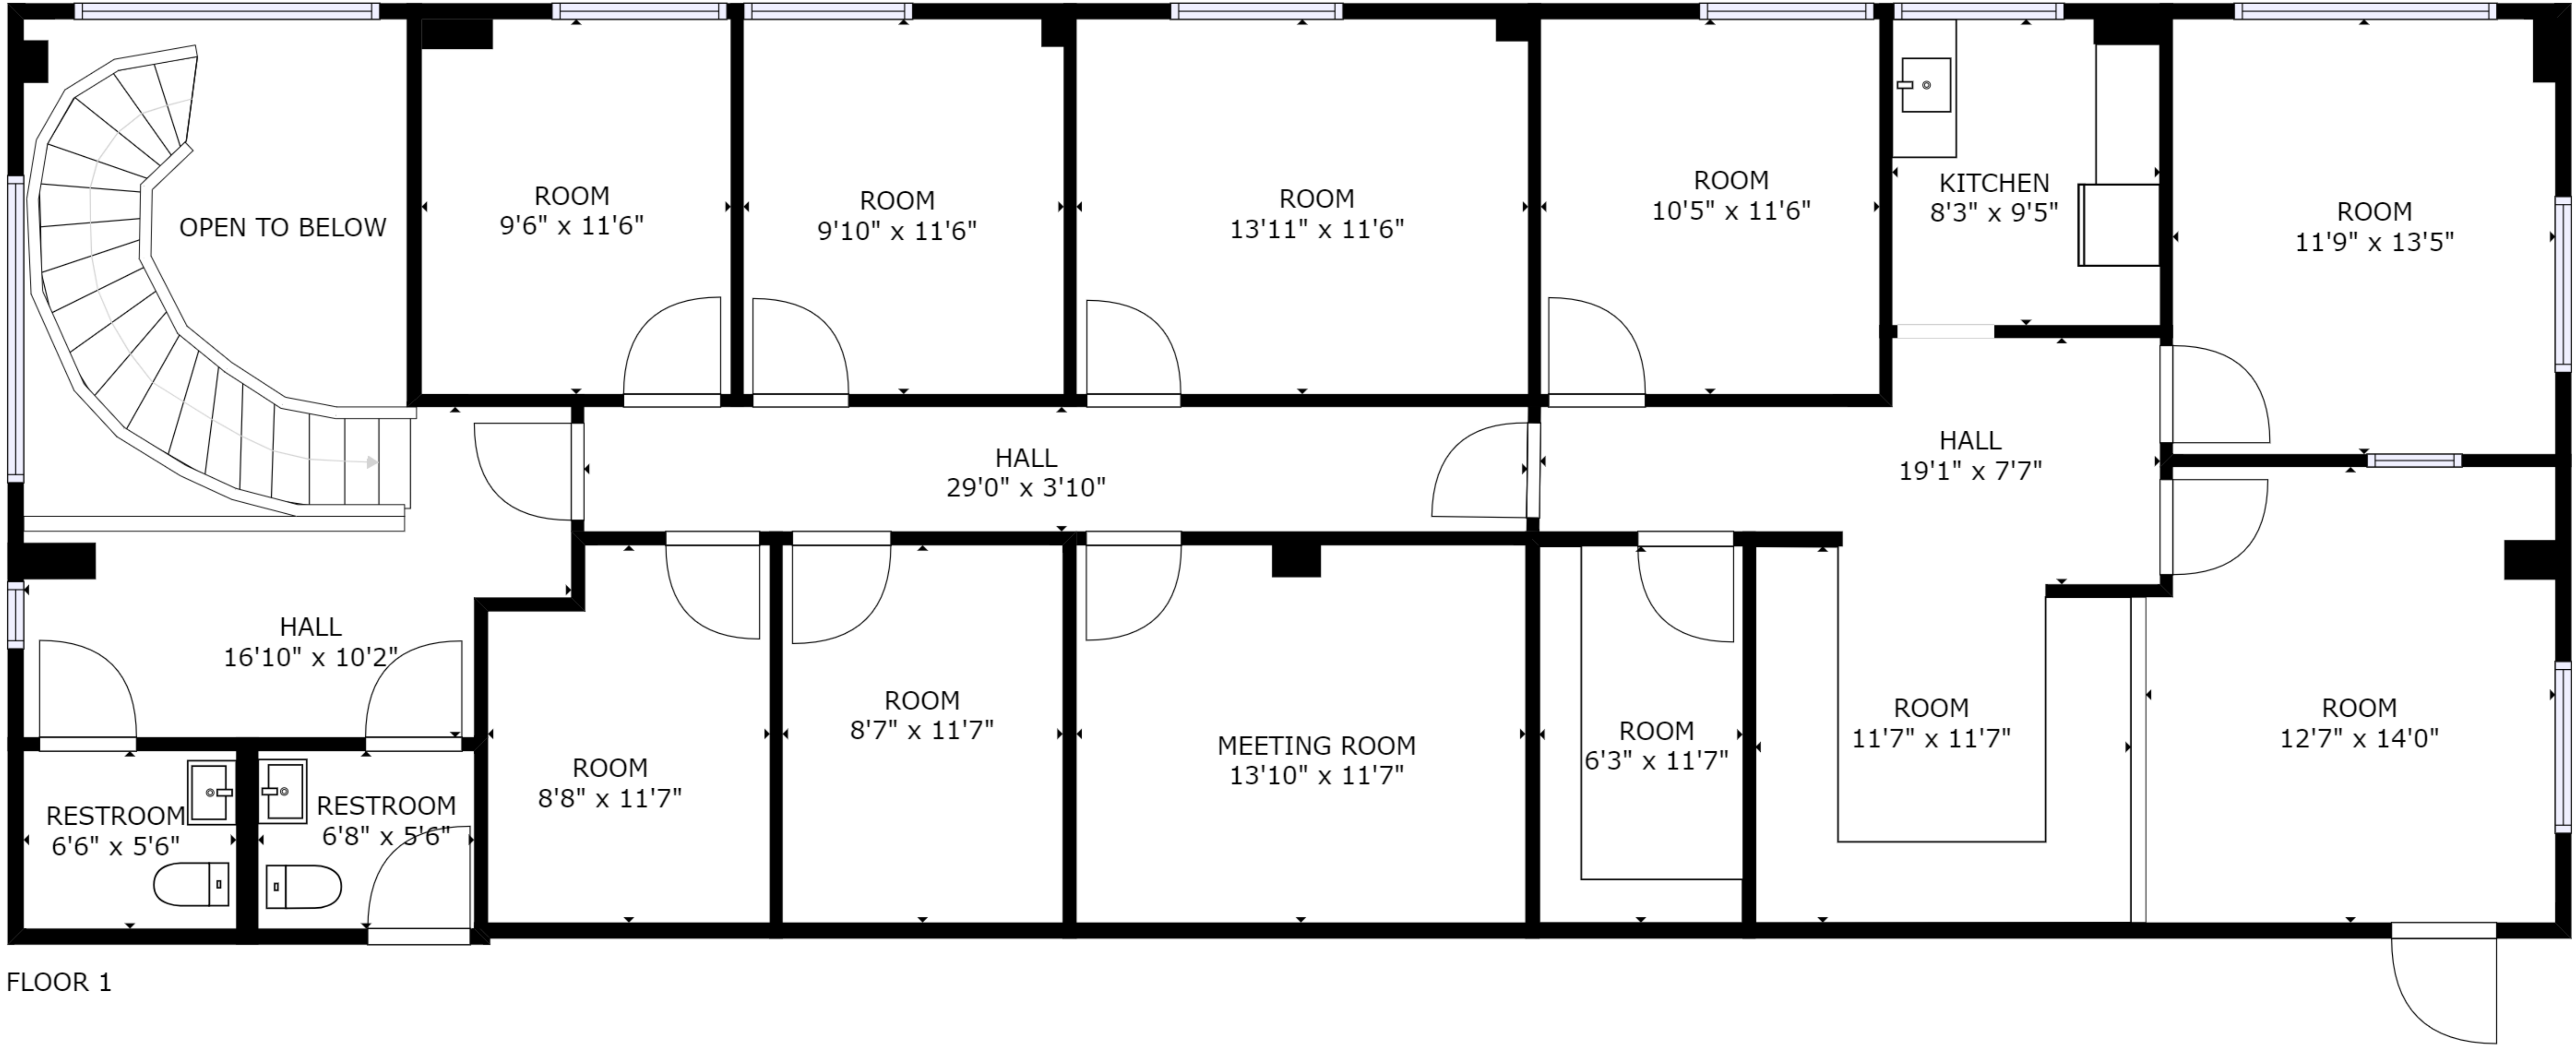 OPEN TO BELOW
ROOM
9'6" x 11'6"
ROOM
9'10" x 11'6"
ROOM
13'11" x 11'6"
ROOM
10'5" x 11'6"
KITCHEN
8'3" x 9'5"
ROOM
11'9" x 13'5"
HALL
29'0" x 3'10"
HALL
19'1" x 7'7"
HALL
16'10" x 10'2"
RESTROOM
6'6" x 5'6"
RESTROOM
6'8" x 5'6"
ROOM
8'8" x 11'7"
ROOM
8'7" x 11'7"
MEETING ROOM
13'10" x 11'7"
ROOM
6'3" x 11'7"
ROOM
11'7" x 11'7"
ROOM
12'7" x 14'0"
FLOOR 1